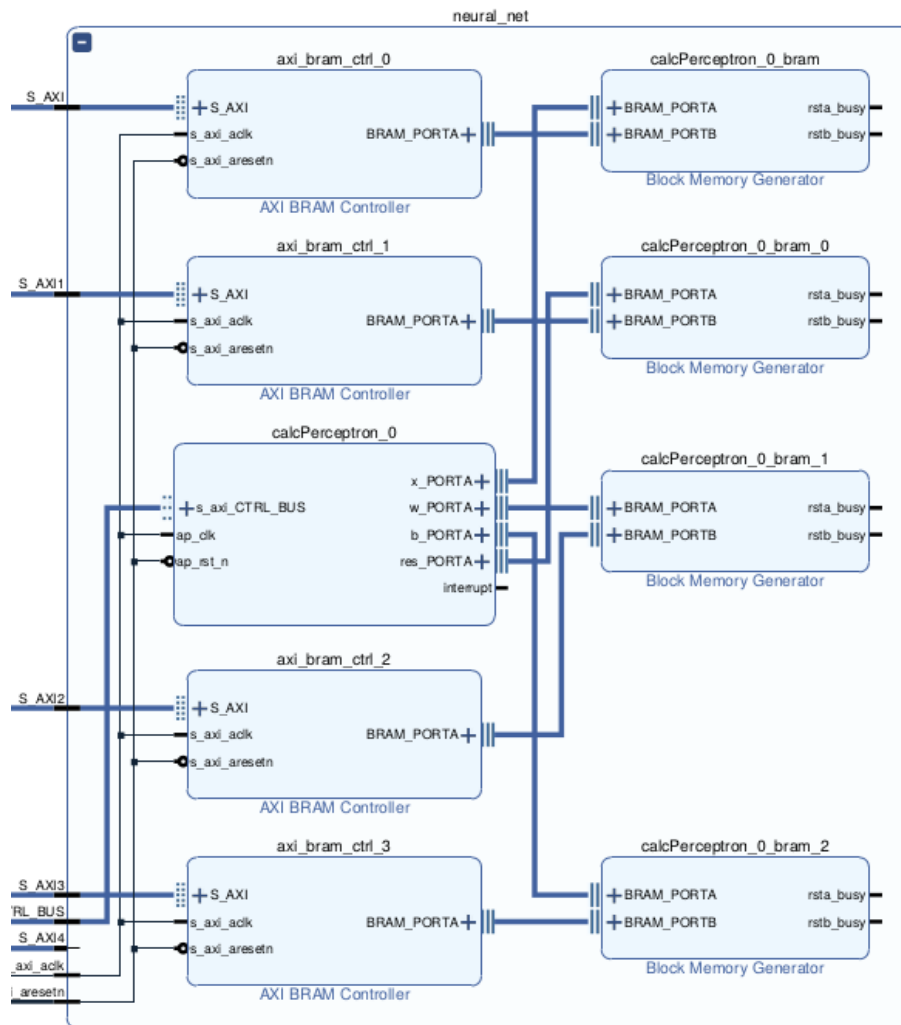 neural_net
axi_bram_ctrl_0
calcPerceptron_0_bram
S_AXI
S_AXI
s_axi_aclk
s_axi_aresetn
BRAM_PORTA
AXI BRAM Controller
BRAM_PORTA
BRAM_PORTB
rsta_busy
rstb_busy
Block Memory Generator
axi_bram_ctrl_1
calcPerceptron_0_bram_0
S_AXI1
S_AXI
s_axi_aclk
s_axi_aresetn
BRAM_PORTA
AXI BRAM Controller
BRAM_PORTA
BRAM_PORTB
rsta_busy
rstb_busy
Block Memory Generator
calcPerceptron_0
s_axi_CTRL_BUS
ap_clk
ap_rst_n
x_PORTA
w_PORTA
b_PORTA
res_PORTA
interrupt
calcPerceptron_0_bram_1
BRAM_PORTA
BRAM_PORTB
rsta_busy
rstb_busy
Block Memory Generator
axi_bram_ctrl_2
S_AXI2
S_AXI
s_axi_aclk
s_axi_aresetn
BRAM_PORTA
AXI BRAM Controller
axi_bram_ctrl_3
calcPerceptron_0_bram_2
S_AXI3
TRL_BUS
S_AXI4
_axi_aclk
i_aresetn
S_AXI
s_axi_aclk
s_axi_aresetn
BRAM_PORTA
AXI BRAM Controller
BRAM_PORTA
BRAM_PORTB
rsta_busy
rstb_busy
Block Memory Generator